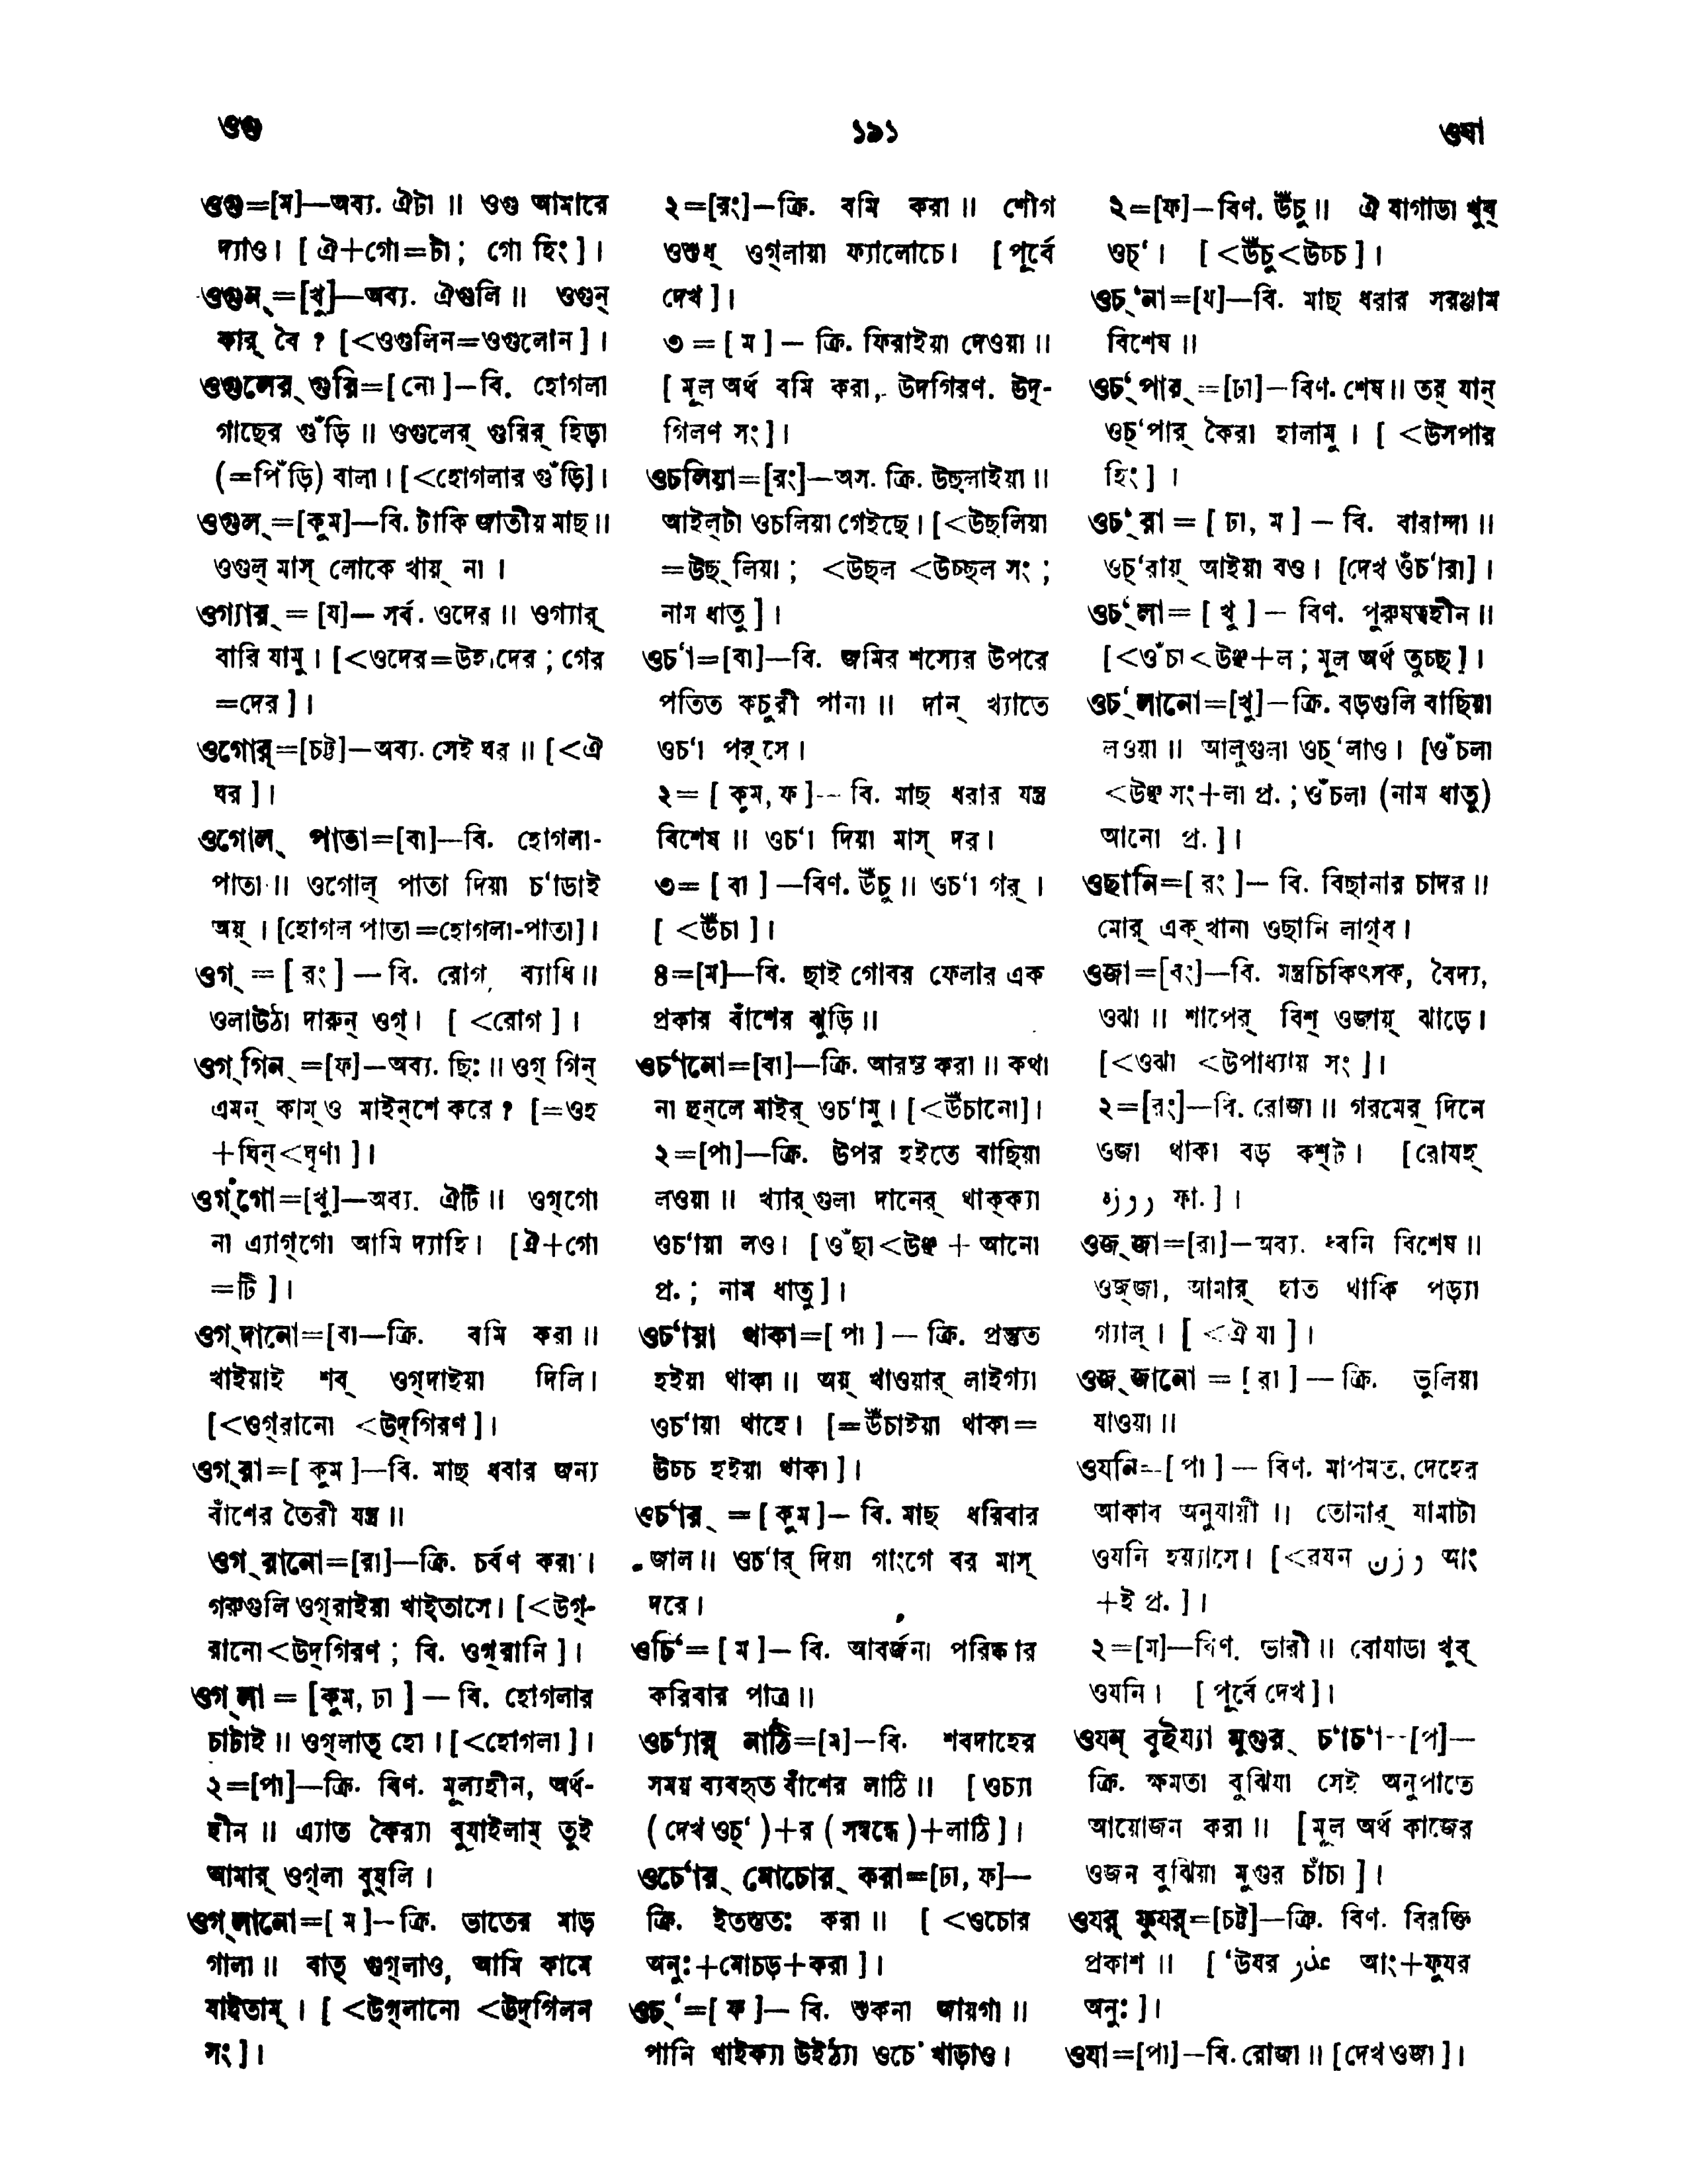 ওগু
১৯১
ওযা
ওগু=[ম]—অব্য. ঐটা ॥ ওগু আমারে
দ্যাও। [ ঐ+গো=টা ; গো হিং ] ।
ওগুন্=[খু]—অব্য. ঐগুলি ॥ ওগুন্
কার্ বৈ ? [<ওগুলিন=ওগুলোন ] ।
ওগুলের্ গুরি=[ নো ]—বি. হোগলা
গাছের গুঁড়ি ॥ ওগুলের্ গুরির্ হিড়া
(=পিঁড়ি) বালা । [<হোগলার গুঁড়ি] ।
ওগুল্=[কুম]—বি. টাকি জাতীয় মাছ ॥
ওগুল্ মাস্ লোকে খায়্ না ।
ওগ্যার্ = [য]— সর্ব. ওদের ॥ ওগ্যার্
বারি যামু । [<ওদের=উহাদের ; গের
=দের ] ।
ওগোর্=[চট্ট]—অব্য. সেই ঘর ॥ [<ঐ
ঘর ] ।
ওগোল্ পাতা=[বা]—বি. হোগলা-
পাতা ॥ ওগোল্ পাতা দিয়া চ'াডাই
অয়্ । [হোগল পাতা=হোগলা-পাতা] ।
ওগ্ = [ রং ] — বি. রোগ, ব্যাধি ॥
ওলাউঠা দারুন্ ওগ্। [ <রোগ ] ।
ওগ্ গিন্ =[ফ]—অব্য. ছি: ॥ ওগ্ গিন্
এমন্ কাম্ ও মাইন্শে করে ? [=ওহ
+ঘিন্<ঘৃণা ] ।
ওগ্গো=[খু]—অব্য. ঐটি ॥ ওগ্গো
না এ্যাগ্গো আমি দ্যাহি। [ঐ+গো
=টি ] ।
ওগ্দানো=[বা—ক্রি. বমি করা ॥
খাইয়াই শব্ ওগ্দাইয়া দিলি।
[<ওগ্রানো <উদ্গিরণ ] ।
ওগ্রা=[ কুম ]—বি. মাছ ধবার জন্য
বাঁশের তৈরী যন্ত্র ॥
ওগ্রানো=[রা]—ক্রি. চর্বণ করা ।
গরুগুলি ওগ্রাইরা খাইতাসে। [<উগ্-
রানো<উদ্গিরণ ; বি. ওগ্রানি ] ।
ওগ্লা = [কুম, ঢা ] — বি. হোগলার
চাটাই ॥ ওগ্লাতু হো । [<হোগলা ] ।
২=[পা]—ক্রি. বিণ. মূল্যহীন, অর্থ-
হীন ॥ এ্যাত কৈর‍্যা বুযাইলাম্ তুই
আমার্ ওগ্লা বুয্লি ।
ওগ্লানো=[ ম ]—ক্রি. ভাতের মাড়
গালা ॥ বাতু গুগ্লাও, আমি কামে
যাইতাম্ । [ <উগ্লানো <উদ্গিলন
সং ] ।
২=[রং]—ক্রি. বমি করা ॥ শৌগ
ওশুধ্ ওগ্লায়া ফ্যালোচে। [ পূর্বে
দেখ ] ।
৩ = [ ম ] — ক্রি. ফিরাইয়া দেওয়া ॥
[ মূল অর্থ বমি করা, উদগিরণ. উদ্-
গিলণ সং ] ।
ওচলিয়া=[রং]—অস. ক্রি. উছলাইয়া ॥
আইল্টা ওচলিয়া গেইছে । [<উছলিয়া
=উছ্লিয়া ; <উছল <উচ্ছল সং ;
নাম ধাতু ] ।
ওচ'া=[বা]—বি. জমির শস্যের উপরে
পতিত কচুরী পানা ॥ দান্ খ্যাতে
ওচ'া পর্সে ।
২= [ কুম, ফ ]— বি. মাছ ধরার যন্ত্র
বিশেষ ॥ ওচ'া দিয়া মাস্ দর ।
৩= [ বা ] —বিণ. উঁচু ॥ ওচ'া গর্ ।
[ <উঁচা ] ।
৪=[ম]—বি. ছাই গোবর ফেলার এক
প্রকার বাঁশের ঝুড়ি ॥
ওচ'ানো=[বা]—ক্রি. আরম্ভ করা ॥ কথা
না হুন্লে মাইর্ ওচ'ামু । [<উঁচানো] ।
২=[পা]—ক্রি. উপর হইতে বাছিয়া
লওয়া ॥ খ্যার্গুলা দানের্ থাক্ক্যা
ওচ'ায়া লও। [ ওঁছা<উঞ্ছ + আনো
প্র. ; নাম ধাতু ] ।
ওচ'ায়া থাকা=[ পা ] — ক্রি. প্রস্তুত
হইয়া থাকা ॥ অয়্ খাওয়ার্ লাইগ্যা
ওচ'ায়া থাহে। [=উঁচাইয়া থাকা=
উচ্চ হইয়া থাকা ] ।
ওচ'ার্ = [ কুম ]— বি. মাছ ধরিবার
জাল ॥ ওচ'ার্ দিয়া গাংগে বর মাস্
দরে ।
ওচি'= [ ম ]— বি. আবর্জনা পরিষ্কার
করিবার পাত্র ॥
ওচ'্যার্ লাঠি=[ম]—বি. শবদাহের
সময় ব্যবহৃত বাঁশের লাঠি ॥ [ ওচ্যা
( দেখ ওচ্' )+র ( সম্বন্ধে )+লাঠি ] ।
ওচে'ার্ মোচোর্ করা=[ঢা, ফ]—
ক্রি. ইতস্তত: করা ॥ [ <ওচোর
অনু:+মোচড়+করা ] ।
ওচ্'=[ ফ ]— বি. শুকনা জায়গা ॥
পানি থাইক্যা উইঠ্যা ওচে' খাড়াও ।
২=[ফ]—বিণ. উঁচু ॥ ঐ যাগাডা খুব্
ওচ্' । [ <উঁচু<উচ্চ ] ।
ওচ্'না=[য]—বি. মাছ ধরার সরঞ্জাম
বিশেষ ॥
ওচ্'পার্=[ঢা]—বিণ. শেষ ॥ তর্ যান্
ওচ্'পার্ কৈরা হালামু । [ <উসপার
হিং ] ।
ওচ্'রা = [ ঢা, ম ] — বি. বারান্দা ॥
ওচ্'রায়্ আইয়া বও । [দেখ ওঁচ'ারা] ।
ওচ্'লা= [ খু ] — বিণ. পুরুষত্বহীন ॥
[<ওঁচা<উঞ্ছ+ল ; মূল অর্থ তুচ্ছ ] ।
ওচ্'লানো=[খু]—ক্রি. বড়গুলি বাছিয়া
লওয়া ॥ আলুগুলা ওচ্'লাও । [ওঁচলা
<উঞ্ছ সং+লা প্র. ; ওঁচলা (নাম ধাতু)
আনো প্র. ] ।
ওছানি=[ রং ]— বি. বিছানার চাদর ॥
মোর্ এক্খানা ওছানি লাগ্ব ।
ওজা=[রং]—বি. মন্ত্রচিকিৎসক, বৈদ্য,
ওঝা ॥ শাপের্ বিশ্ ওজায়্ ঝাড়ে ।
[<ওঝা <উপাধ্যায় সং ] ।
২=[রং]—বি. রোজা ॥ গরমের্ দিনে
ওজা থাকা বড় কশ্ট । [রোযহ্
روزه ফা. ] ।
ওজ্জা=[রা]—অব্য. ধ্বনি বিশেষ ॥
ওজ্জা, আমার্ হাত থাকি পড়্যা
গ্যাল্ । [ <ঐ যা ] ।
ওজ্জানো = [ রা ] — ক্রি. ভুলিয়া
যাওয়া ॥
ওযনি=[ পা ] — বিণ. মাপমত, দেহের
আকাব অনুযায়ী ॥ তোমার্ যামাটা
ওযনি হয়্যাসে । [<রযন وزن আং
+ই প্র. ] ।
২=[ম]—বিণ. ভারী ॥ বোযাডা খুব্
ওযনি । [ পূর্বে দেখ ] ।
ওযন্ বুইয্যা মুগুর্ চ'াচ'া—[প]—
ক্রি. ক্ষমতা বুঝিযা সেই অনুপাতে
আয়োজন করা ॥ [ মূল অর্থ কাজের
ওজন বুঝিয়া মুগুর চাঁচা ] ।
ওযর্ ফুযর্=[চট্ট]—ক্রি. বিণ. বিরক্তি
প্রকাশ ॥ [ 'উযর عذر আং+ফুযর
অনু: ] ।
ওযা=[পা]—বি. রোজা ॥ [ দেখ ওজা ] ।